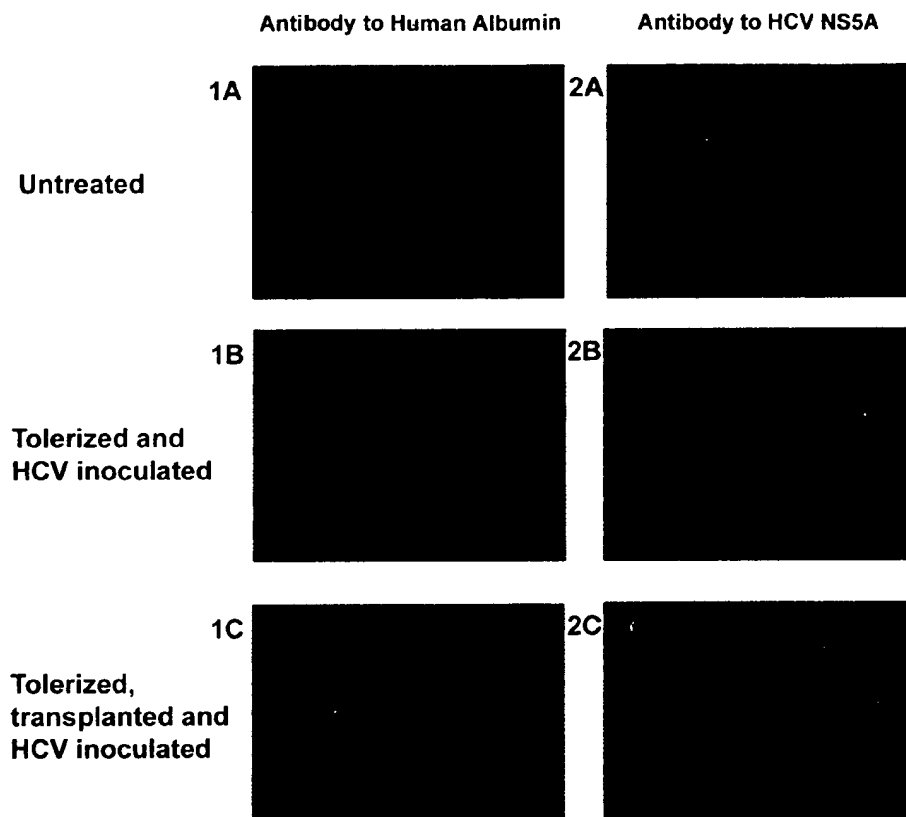 Antibody to Human Albumin Antibody to HCV NS5A
1A 2A
Untreated
1B 2B
Tolerized and
HCV inoculated
1C 2C
Tolerized,
transplanted and
HCV inoculated